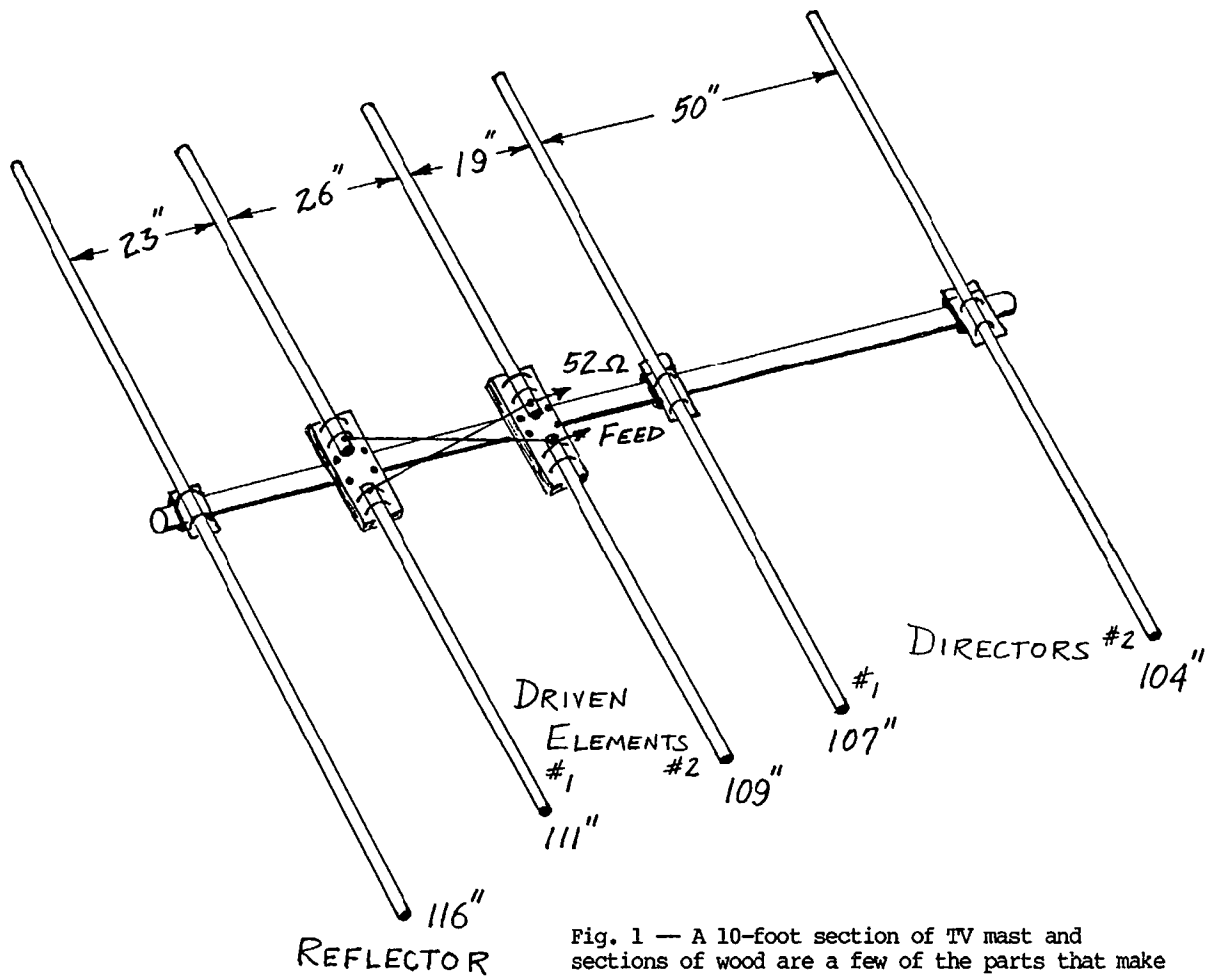 50"
19"
26"
23"
52Ω
FEED
DIRECTORS #2
104"
#1
107"
DRIVEN
ELEMENTS
#1 #2
109"
111"
116"
REFLECTOR
Fig. 1 — A 10-foot section of TV mast and
sections of wood are a few of the parts that make